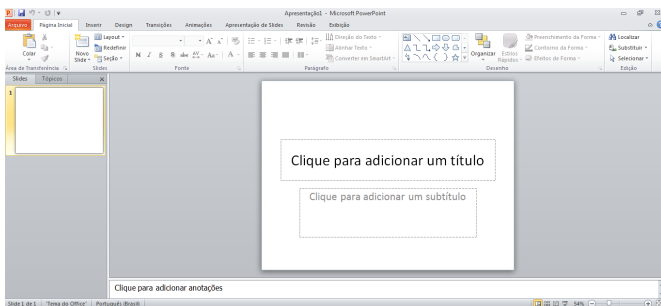 Apresentação1 - Microsoft PowerPoint
Arquivo Página Inicial Inserir Design Transições Animações Apresentação de Slides Revisão Exibição
Colar
Novo Slide
Layout
Redefinir
Seção
N I S S abc AV Aa A
Direção do Texto
Alinhar Texto
Converter em SmartArt
Organizar
Estilos Rápidos
Preenchimento da Forma
Contorno da Forma
Efeitos de Forma
Localizar
Substituir
Selecionar
Área de Transferência Slides Fonte Parágrafo Desenho Edição
Slides Tópicos x
1
Clique para adicionar um título
Clique para adicionar um subtítulo
Clique para adicionar anotações
Slide 1 de 1 "Tema do Office" Português (Brasil) 54%